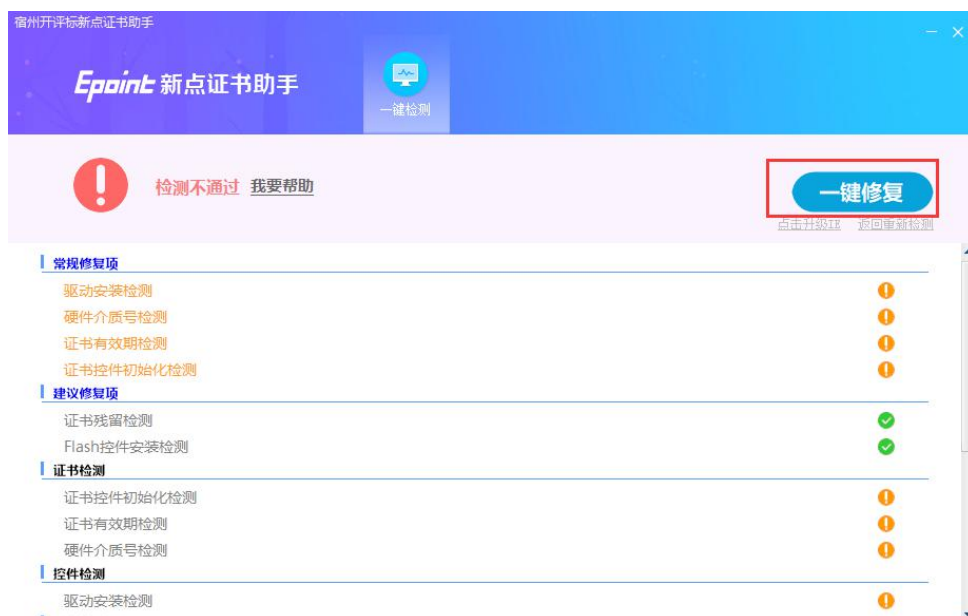 宿州开评标新点证书助手
Epoint 新点证书助手
一键检测
检测不通过 我要帮助
一键修复
点击升级IE 返回重新检测
常规修复项
驱动安装检测
硬件介质号检测
证书有效期检测
证书控件初始化检测
建议修复项
证书残留检测
Flash控件安装检测
证书检测
证书控件初始化检测
证书有效期检测
硬件介质号检测
控件检测
驱动安装检测